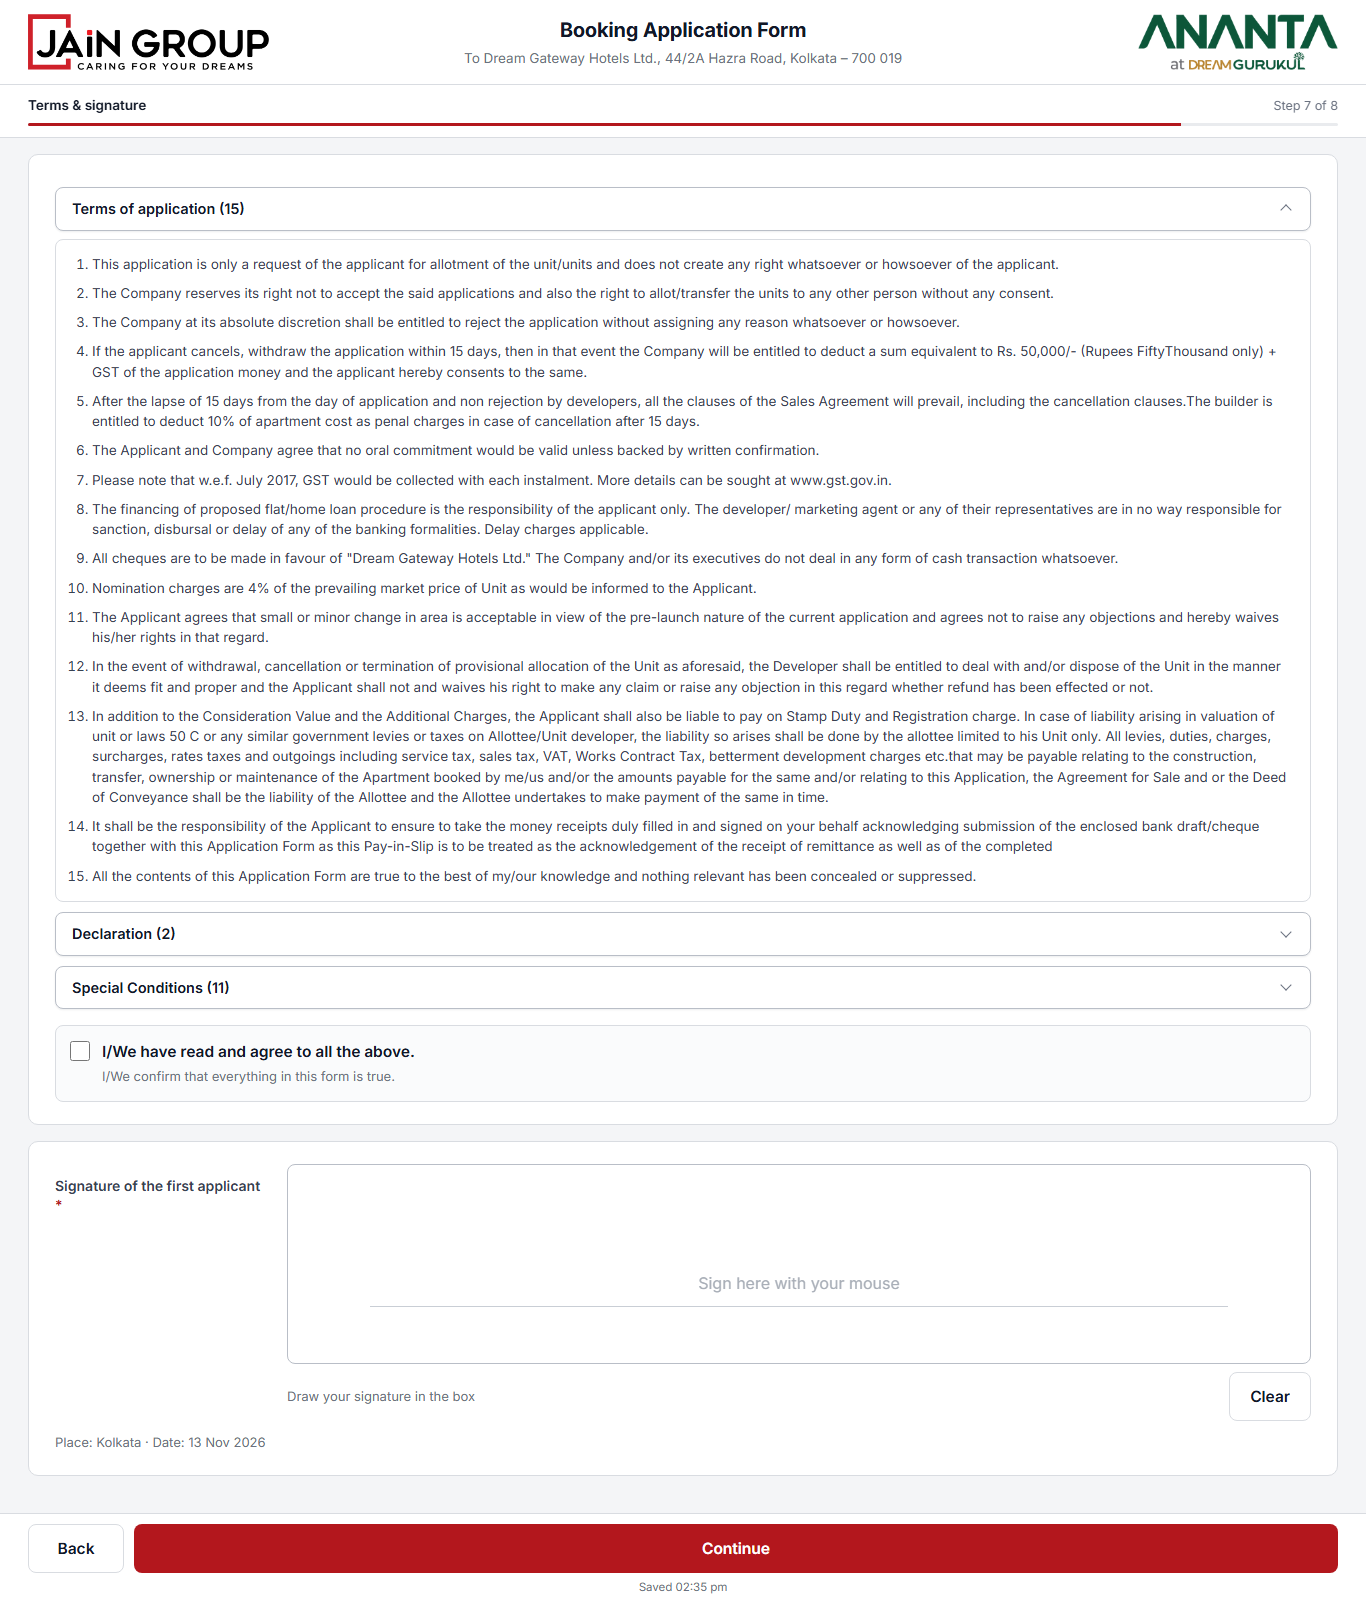 JAiN GROUP
CARING FOR YOUR DREAMS
Booking Application Form
To Dream Gateway Hotels Ltd., 44/2A Hazra Road, Kolkata – 700 019
ANANTA
at DREAM GURUKUL
Terms & signature
Step 7 of 8
Terms of application (15)
1. This application is only a request of the applicant for allotment of the unit/units and does not create any right whatsoever or howsoever of the applicant.
2. The Company reserves its right not to accept the said applications and also the right to allot/transfer the units to any other person without any consent.
3. The Company at its absolute discretion shall be entitled to reject the application without assigning any reason whatsoever or howsoever.
4. If the applicant cancels, withdraw the application within 15 days, then in that event the Company will be entitled to deduct a sum equivalent to Rs. 50,000/- (Rupees FiftyThousand only) +
GST of the application money and the applicant hereby consents to the same.
5. After the lapse of 15 days from the day of application and non rejection by developers, all the clauses of the Sales Agreement will prevail, including the cancellation clauses.The builder is
entitled to deduct 10% of apartment cost as penal charges in case of cancellation after 15 days.
6. The Applicant and Company agree that no oral commitment would be valid unless backed by written confirmation.
7. Please note that w.e.f. July 2017, GST would be collected with each instalment. More details can be sought at www.gst.gov.in.
8. The financing of proposed flat/home loan procedure is the responsibility of the applicant only. The developer/ marketing agent or any of their representatives are in no way responsible for
sanction, disbursal or delay of any of the banking formalities. Delay charges applicable.
9. All cheques are to be made in favour of "Dream Gateway Hotels Ltd." The Company and/or its executives do not deal in any form of cash transaction whatsoever.
10. Nomination charges are 4% of the prevailing market price of Unit as would be informed to the Applicant.
11. The Applicant agrees that small or minor change in area is acceptable in view of the pre-launch nature of the current application and agrees not to raise any objections and hereby waives
his/her rights in that regard.
12. In the event of withdrawal, cancellation or termination of provisional allocation of the Unit as aforesaid, the Developer shall be entitled to deal with and/or dispose of the Unit in the manner
it deems fit and proper and the Applicant shall not and waives his right to make any claim or raise any objection in this regard whether refund has been effected or not.
13. In addition to the Consideration Value and the Additional Charges, the Applicant shall also be liable to pay on Stamp Duty and Registration charge. In case of liability arising in valuation of
unit or laws 50 C or any similar government levies or taxes on Allottee/Unit developer, the liability so arises shall be done by the allottee limited to his Unit only. All levies, duties, charges,
surcharges, rates taxes and outgoings including service tax, sales tax, VAT, Works Contract Tax, betterment development charges etc.that may be payable relating to the construction,
transfer, ownership or maintenance of the Apartment booked by me/us and/or the amounts payable for the same and/or relating to this Application, the Agreement for Sale and or the Deed
of Conveyance shall be the liability of the Allottee and the Allottee undertakes to make payment of the same in time.
14. It shall be the responsibility of the Applicant to ensure to take the money receipts duly filled in and signed on your behalf acknowledging submission of the enclosed bank draft/cheque
together with this Application Form as this Pay-in-Slip is to be treated as the acknowledgement of the receipt of remittance as well as of the completed
15. All the contents of this Application Form are true to the best of my/our knowledge and nothing relevant has been concealed or suppressed.
Declaration (2)
Special Conditions (11)
I/We have read and agree to all the above.
I/We confirm that everything in this form is true.
Signature of the first applicant
*
Sign here with your mouse
Draw your signature in the box
Clear
Place: Kolkata · Date: 13 Nov 2026
Back
Continue
Saved 02:35 pm